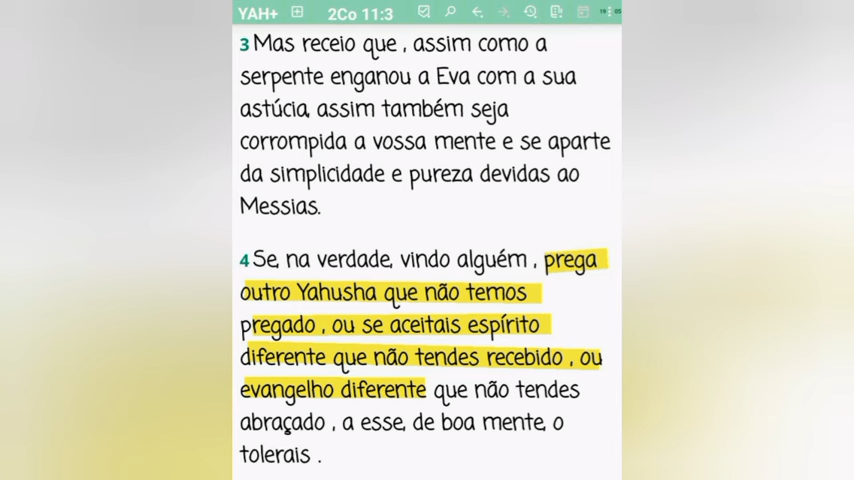 YAH+ 2Co 11:3
3 Mas receio que , assim como a
serpente enganou a Eva com a sua
astúcia, assim também seja
corrompida a vossa mente e se aparte
da simplicidade e pureza devidas ao
Messias.
4 Se, na verdade, vindo alguém , prega
outro Yahusha que não temos
pregado , ou se aceitais espírito
diferente que não tendes recebido , ou
evangelho diferente que não tendes
abraçado , a esse, de boa mente, o
tolerais .